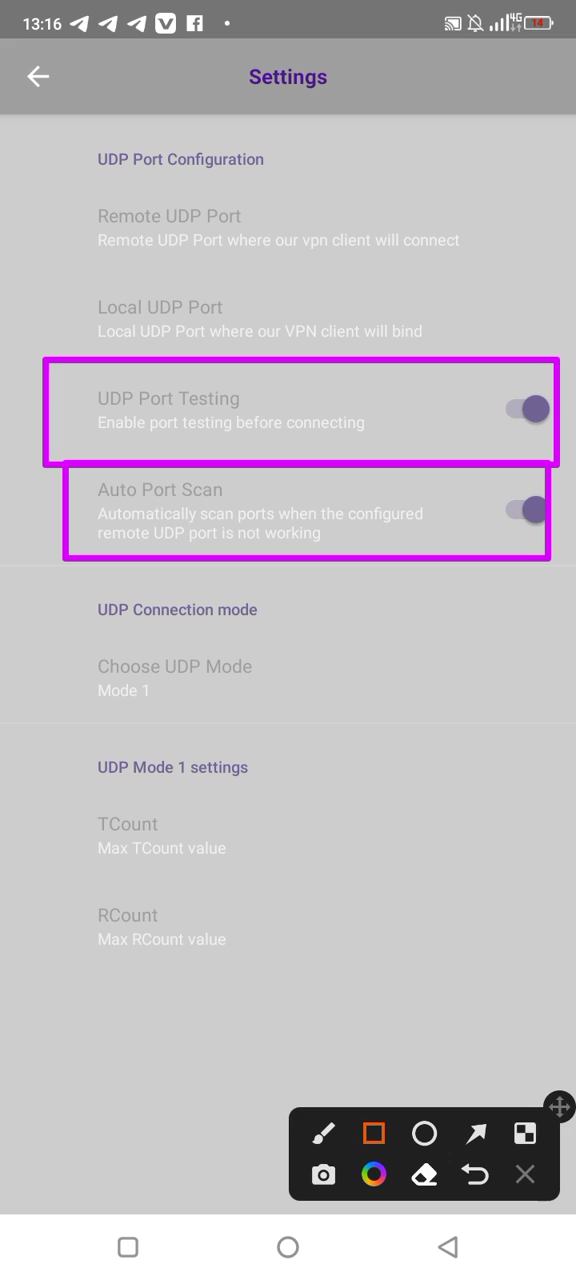 13:16
4G
14
Settings
UDP Port Configuration
Remote UDP Port
Remote UDP Port where our vpn client will connect
Local UDP Port
Local UDP Port where our VPN client will bind
UDP Port Testing
Enable port testing before connecting
Auto Port Scan
Automatically scan ports when the configured
remote UDP port is not working
UDP Connection mode
Choose UDP Mode
Mode 1
UDP Mode 1 settings
TCount
Max TCount value
RCount
Max RCount value